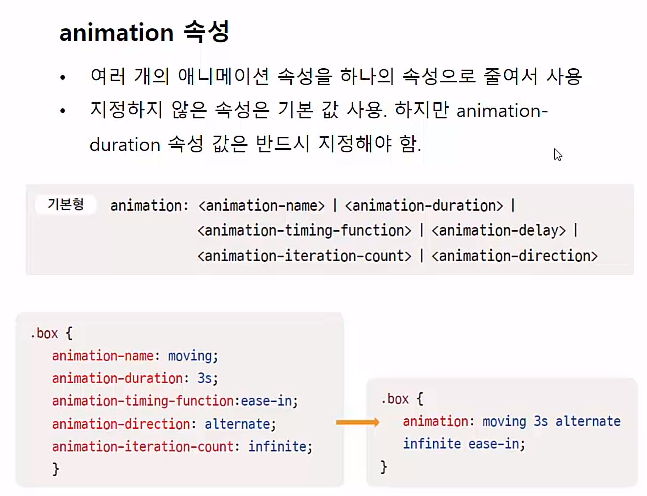 animation 속성
• 여러 개의 애니메이션 속성을 하나의 속성으로 줄여서 사용
• 지정하지 않은 속성은 기본 값 사용. 하지만 animation-
duration 속성 값은 반드시 지정해야 함.
기본형 animation: <animation-name> | <animation-duration> |
<animation-timing-function> | <animation-delay> |
<animation-iteration-count> | <animation-direction>
.box {
animation-name: moving;
animation-duration: 3s;
animation-timing-function:ease-in;
animation-direction: alternate;
animation-iteration-count: infinite;
}
.box {
animation: moving 3s alternate
infinite ease-in;
}